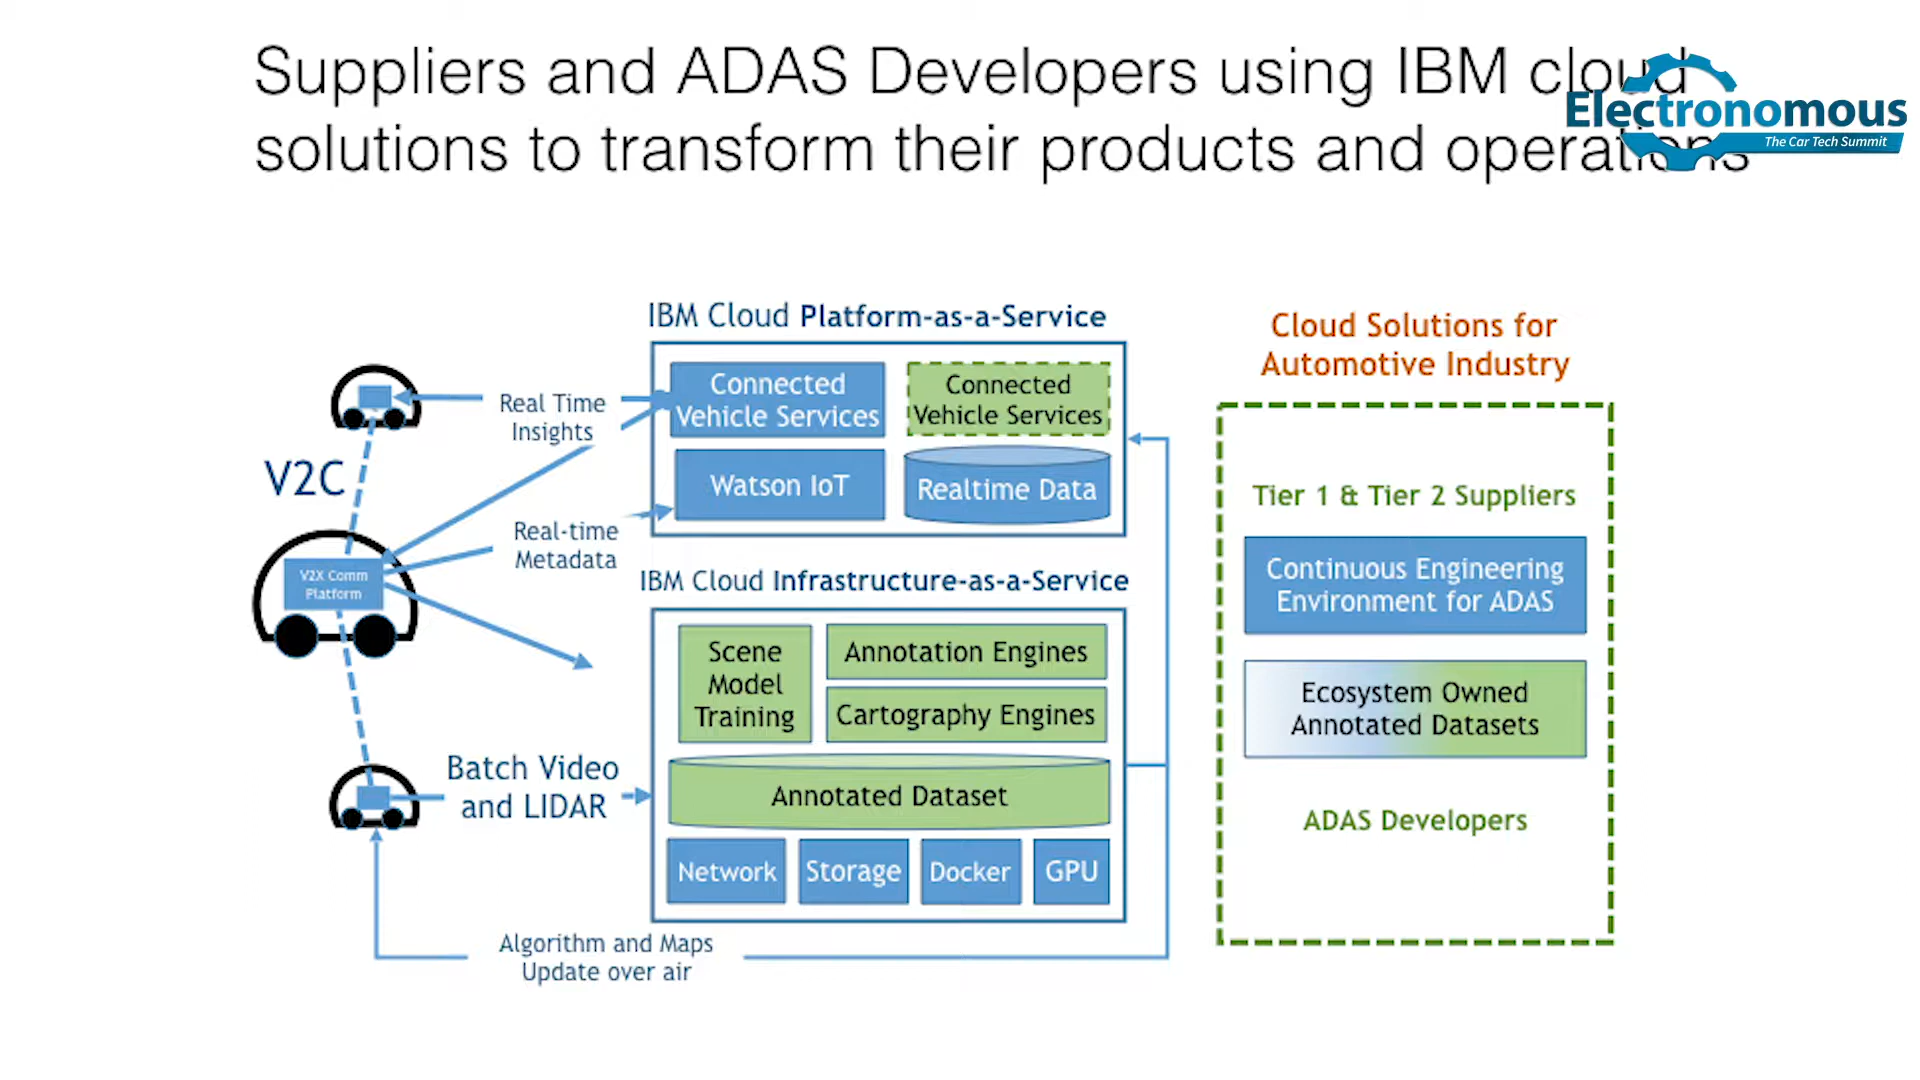 Suppliers and ADAS Developers using IBM cloud
solutions to transform their products and operations
Electronomous
The Car Tech Summit
IBM Cloud Platform-as-a-Service
Connected
Vehicle Services
Connected
Vehicle Services
Watson IoT
Realtime Data
Real Time
Insights
V2C
Real-time
Metadata
V2X Comm
Platform
IBM Cloud Infrastructure-as-a-Service
Scene
Model
Training
Annotation Engines
Cartography Engines
Batch Video
and LIDAR
Annotated Dataset
Network
Storage
Docker
GPU
Algorithm and Maps
Update over air
Cloud Solutions for
Automotive Industry
Tier 1 & Tier 2 Suppliers
Continuous Engineering
Environment for ADAS
Ecosystem Owned
Annotated Datasets
ADAS Developers